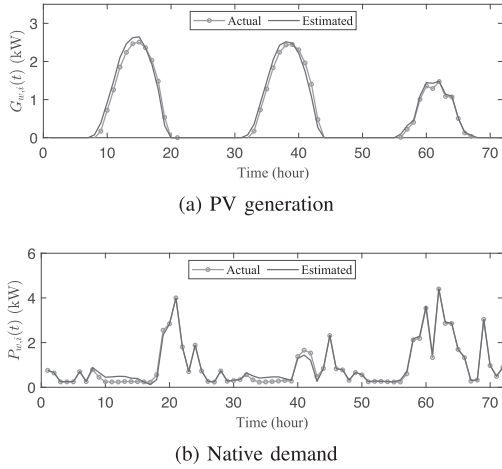 3
2
1
0
G_{w,i}(t) (kW)
Actual Estimated
0 10 20 30 40 50 60 70
Time (hour)
(a) PV generation
6
4
2
0
P_{w,i}(t) (kW)
Actual Estimated
0 10 20 30 40 50 60 70
Time (hour)
(b) Native demand